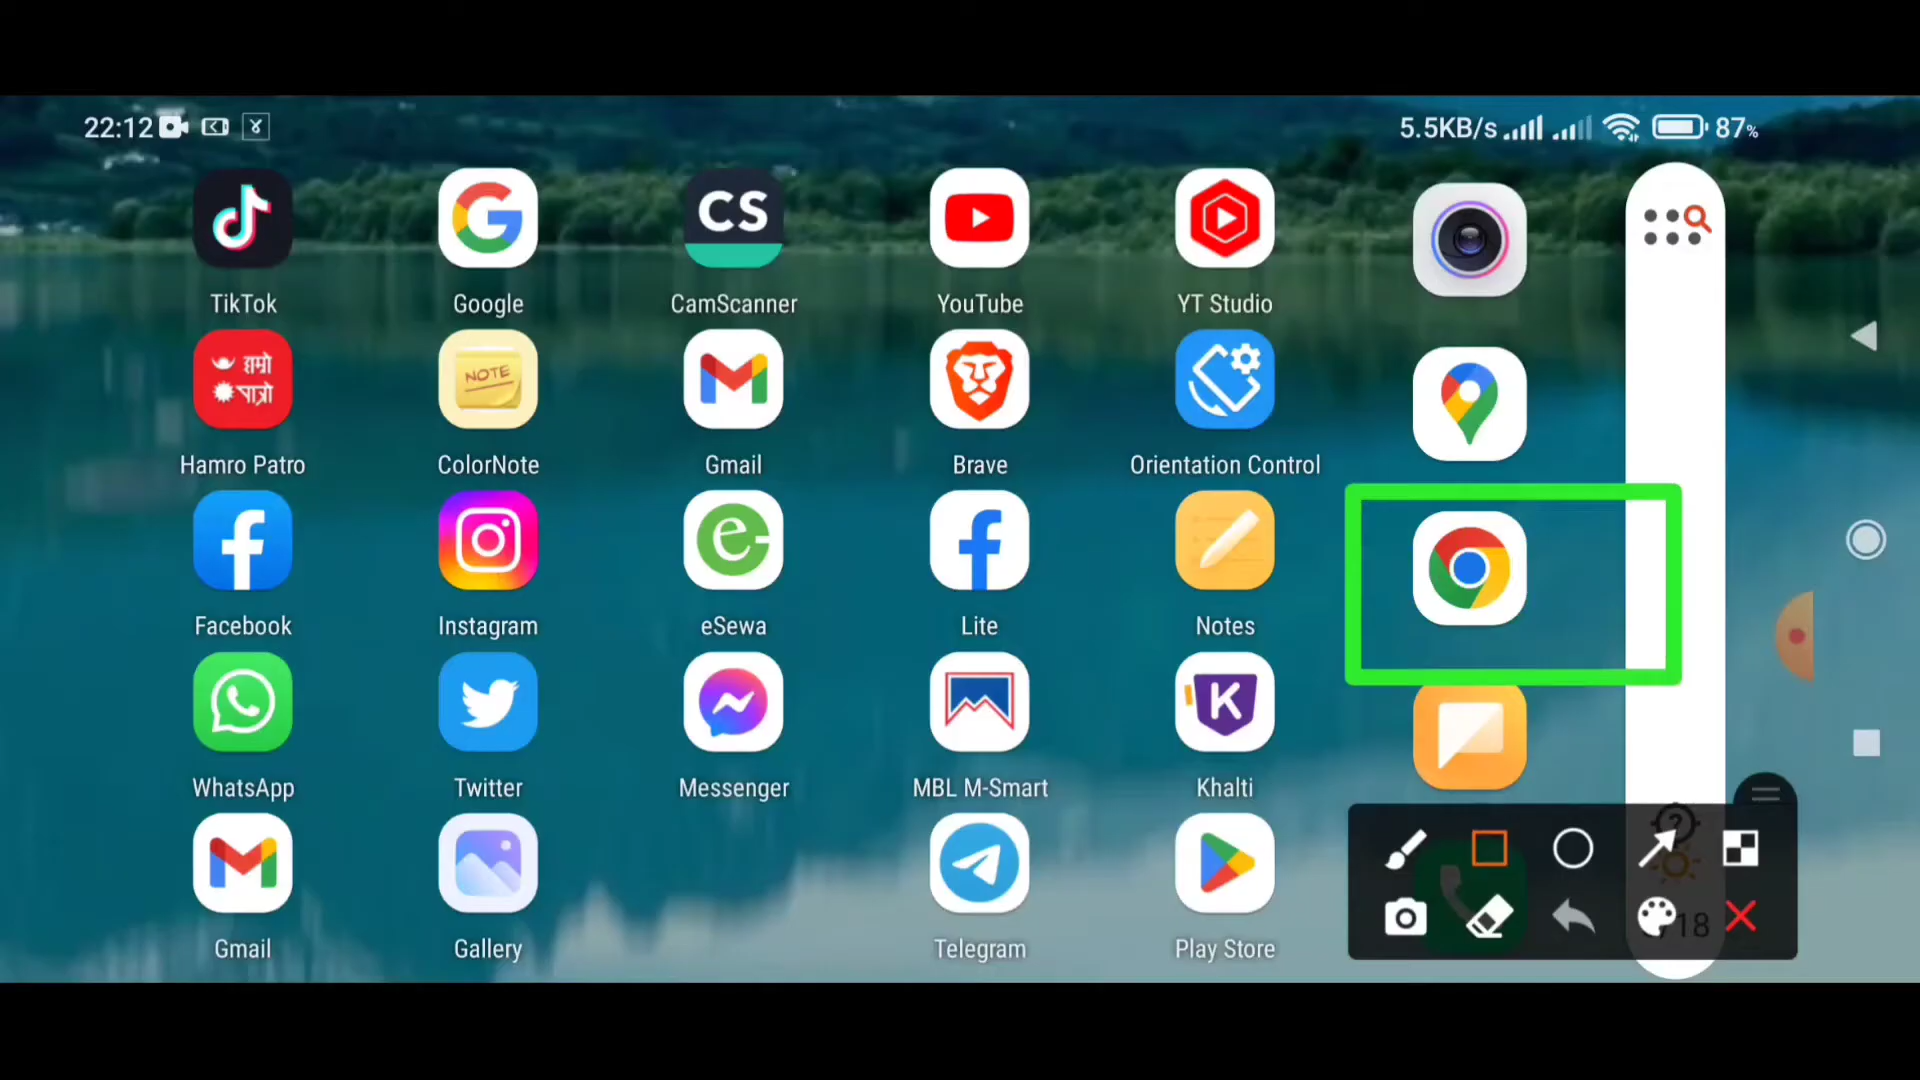 22:12
5.5KB/s 87%
CS
TikTok Google CamScanner YouTube YT Studio
हाम्रो पात्रो
NOTE
Hamro Patro ColorNote Gmail Brave Orientation Control
Facebook Instagram eSewa Lite Notes
K
WhatsApp Twitter Messenger MBL M-Smart Khalti
Gmail Gallery Telegram Play Store